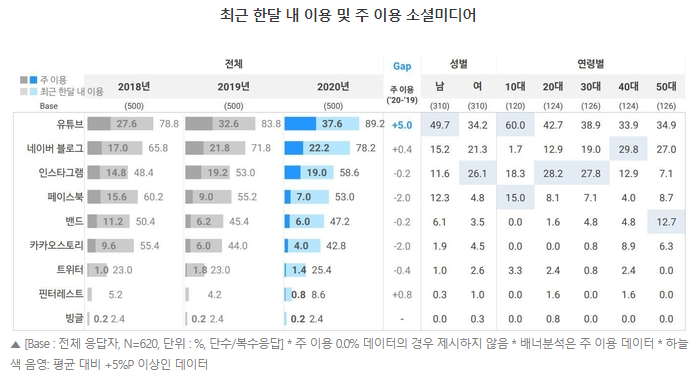 최근 한달 내 이용 및 주 이용 소셜미디어
전체 Gap 성별 연령별
주 이용
최근 한달 내 이용
2018년 2019년 2020년 주 이용 ('20-'19) 남 여 10대 20대 30대 40대 50대
Base (500) (500) (500) (310) (310) (120) (124) (126) (124) (126)
유튜브 27.6 78.8 32.6 83.8 37.6 89.2 +5.0 49.7 34.2 60.0 42.7 38.9 33.9 34.9
네이버 블로그 17.0 65.8 21.8 71.8 22.2 78.2 +0.4 15.2 21.3 1.7 12.9 19.0 29.8 27.0
인스타그램 14.8 48.4 19.2 53.0 19.0 58.6 -0.2 11.6 26.1 18.3 28.2 27.8 12.9 7.1
페이스북 15.6 60.2 9.0 55.2 7.0 53.0 -2.0 12.3 4.8 15.0 8.1 7.1 4.0 8.7
밴드 11.2 50.4 6.2 45.4 6.0 47.2 -0.2 6.1 3.5 0.0 1.6 4.8 4.8 12.7
카카오스토리 9.6 55.4 6.0 44.0 4.0 42.8 -2.0 1.9 4.5 0.0 0.0 0.0 8.9 6.3
트위터 1.0 23.0 1.8 23.0 1.4 25.4 -0.4 1.0 2.6 3.3 2.4 0.8 2.4 0.0
핀터레스트 5.2 4.2 0.8 8.6 +0.8 0.3 1.0 0.0 1.6 0.0 1.6 0.0
빙글 0.2 2.4 0.2 2.4 0.2 2.4 - 0.0 0.3 0.0 0.8 0.0 0.0 0.0
▲ [Base : 전체 응답자, N=620, 단위 : %, 단수/복수응답] * 주 이용 0.0% 데이터의 경우 제시하지 않음 * 배너분석은 주 이용 데이터 * 하늘
색 음영: 평균 대비 +5%P 이상인 데이터